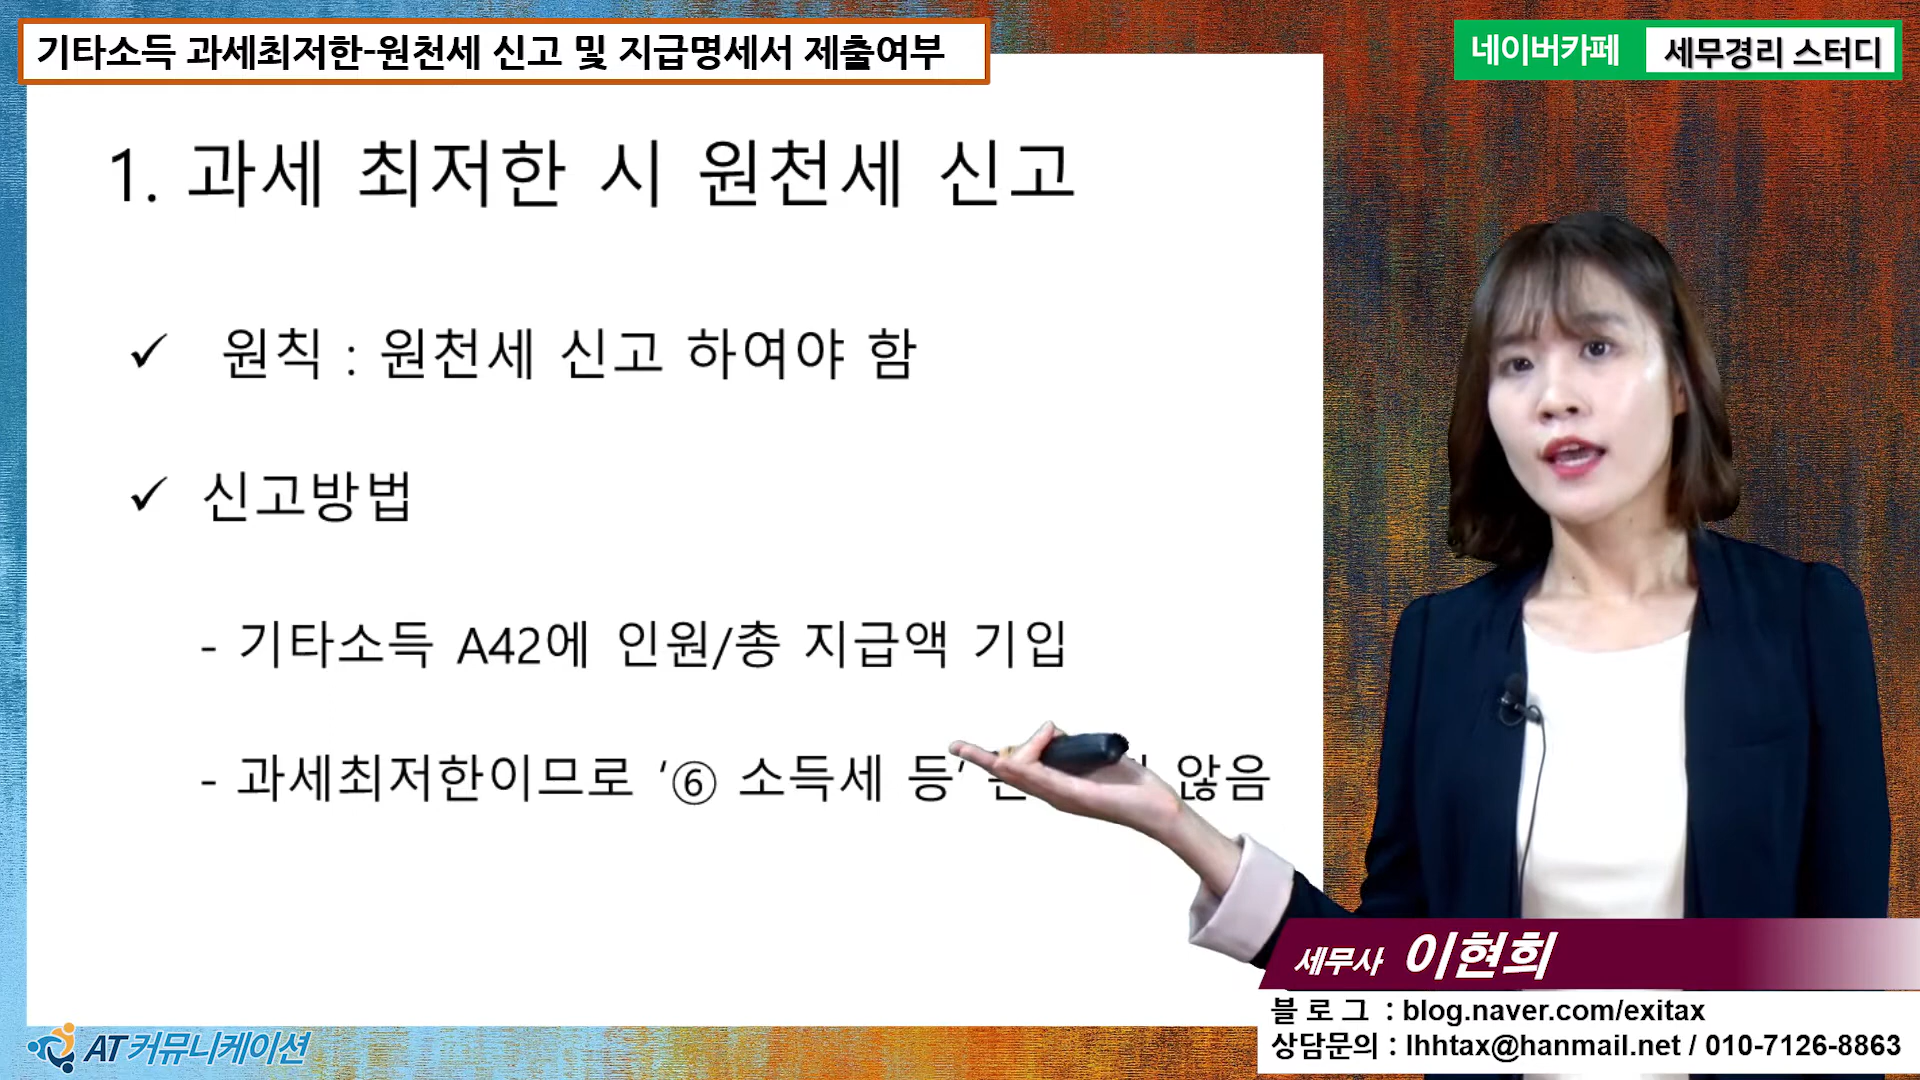 기타소득 과세최저한-원천세 신고 및 지급명세서 제출여부
네이버카페 세무경리 스터디
1. 과세 최저한 시 원천세 신고
✓ 원칙 : 원천세 신고 하여야 함
✓ 신고방법
- 기타소득 A42에 인원/총 지급액 기입
- 과세최저한이므로 ‘⑥ 소득세 등’ 않음
세무사 이현희
블로그 : blog.naver.com/exitax
상담문의 : lhhtax@hanmail.net / 010-7126-8863
AT커뮤니케이션